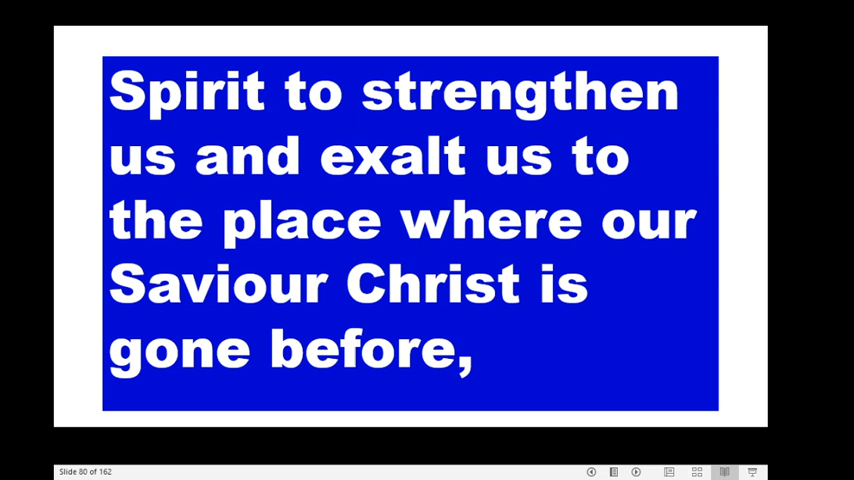 Spirit to strengthen
us and exalt us to
the place where our
Saviour Christ is
gone before,
Slide 80 of 162